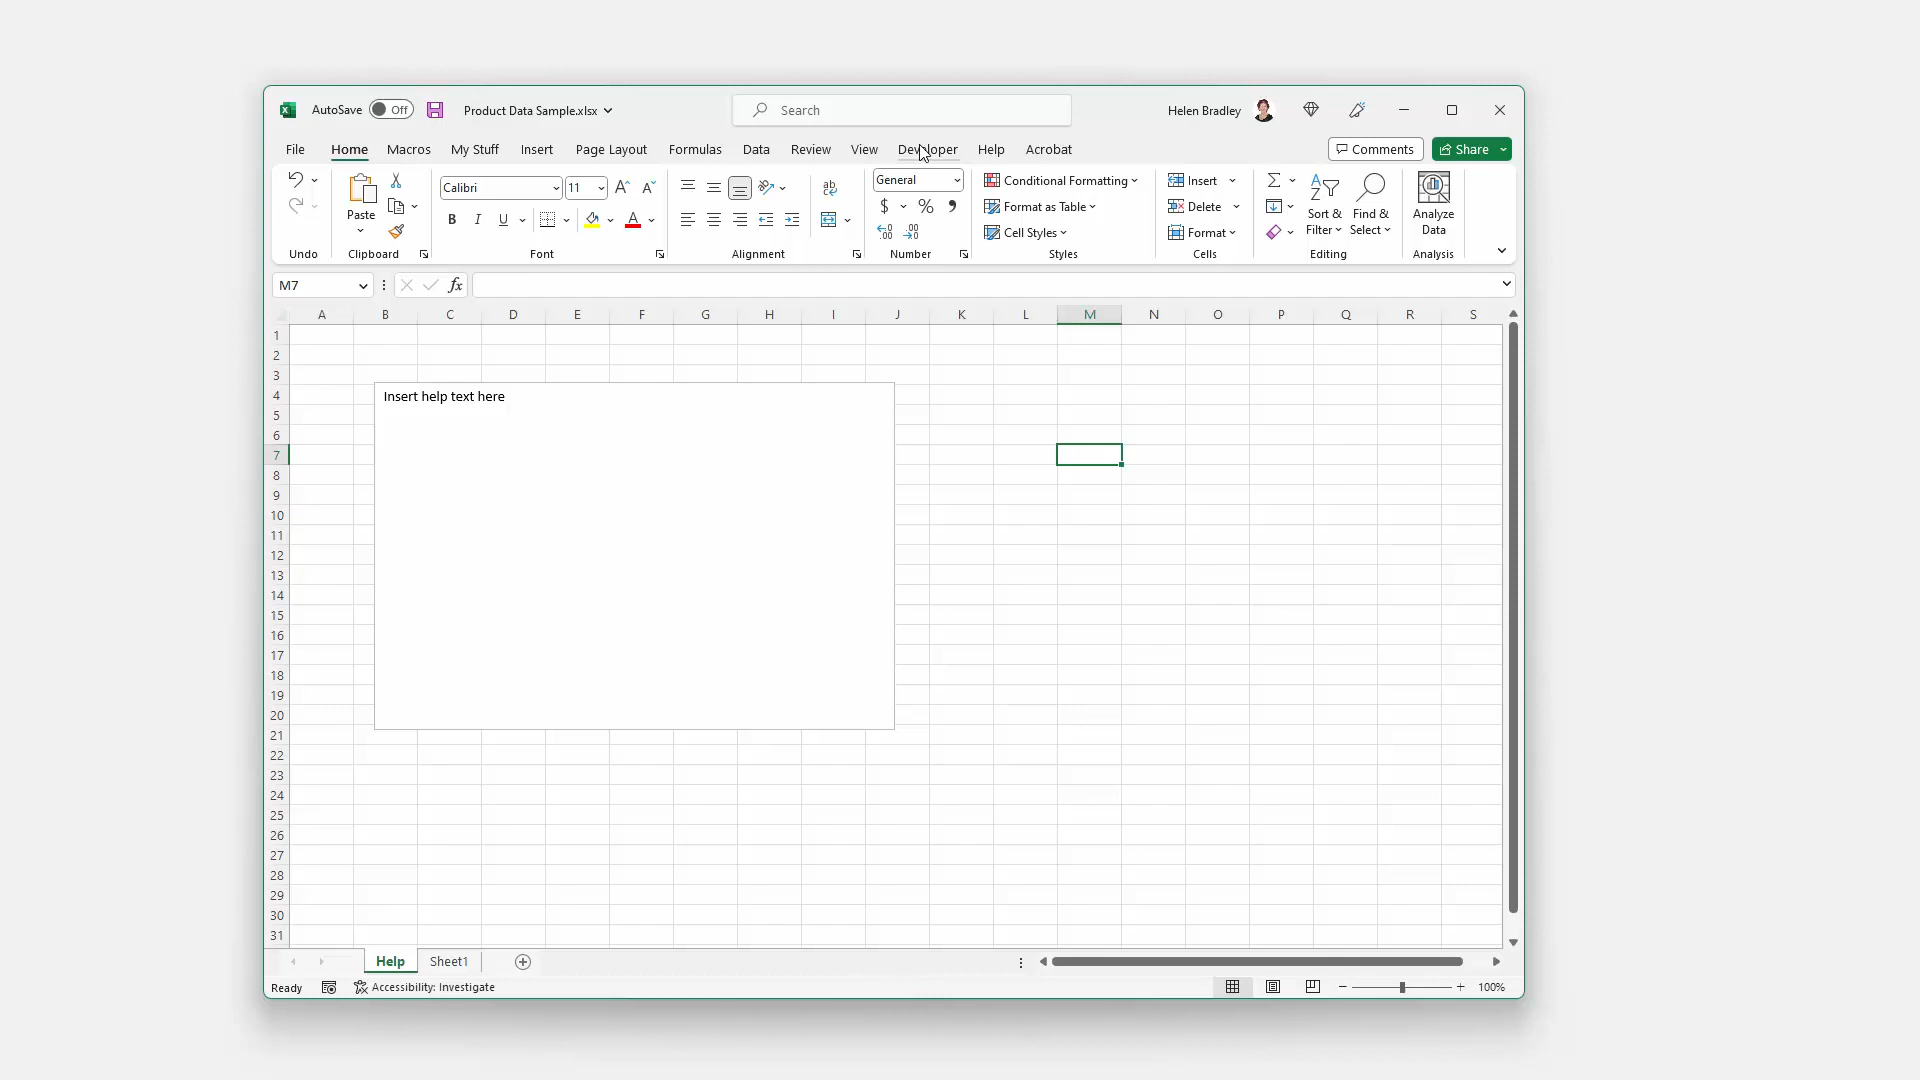 AutoSave Off Product Data Sample.xlsx Search Helen Bradley
File Home Macros My Stuff Insert Page Layout Formulas Data Review View Developer Help Acrobat Comments Share
Undo
Paste
Clipboard
Calibri 11
B I U A
Font
ab
Alignment
General
$ % ,
Number
Conditional Formatting
Format as Table
Cell Styles
Styles
Insert
Delete
Format
Cells
Sort & Filter
Find & Select
Editing
Analyze Data
Analysis
M7 fx
A B C D E F G H I J K L M N O P Q R S
1
2
3
4
5
6
7
8
9
10
11
12
13
14
15
16
17
18
19
20
21
22
23
24
25
26
27
28
29
30
31
Insert help text here
Help Sheet1
Ready Accessibility: Investigate 100%